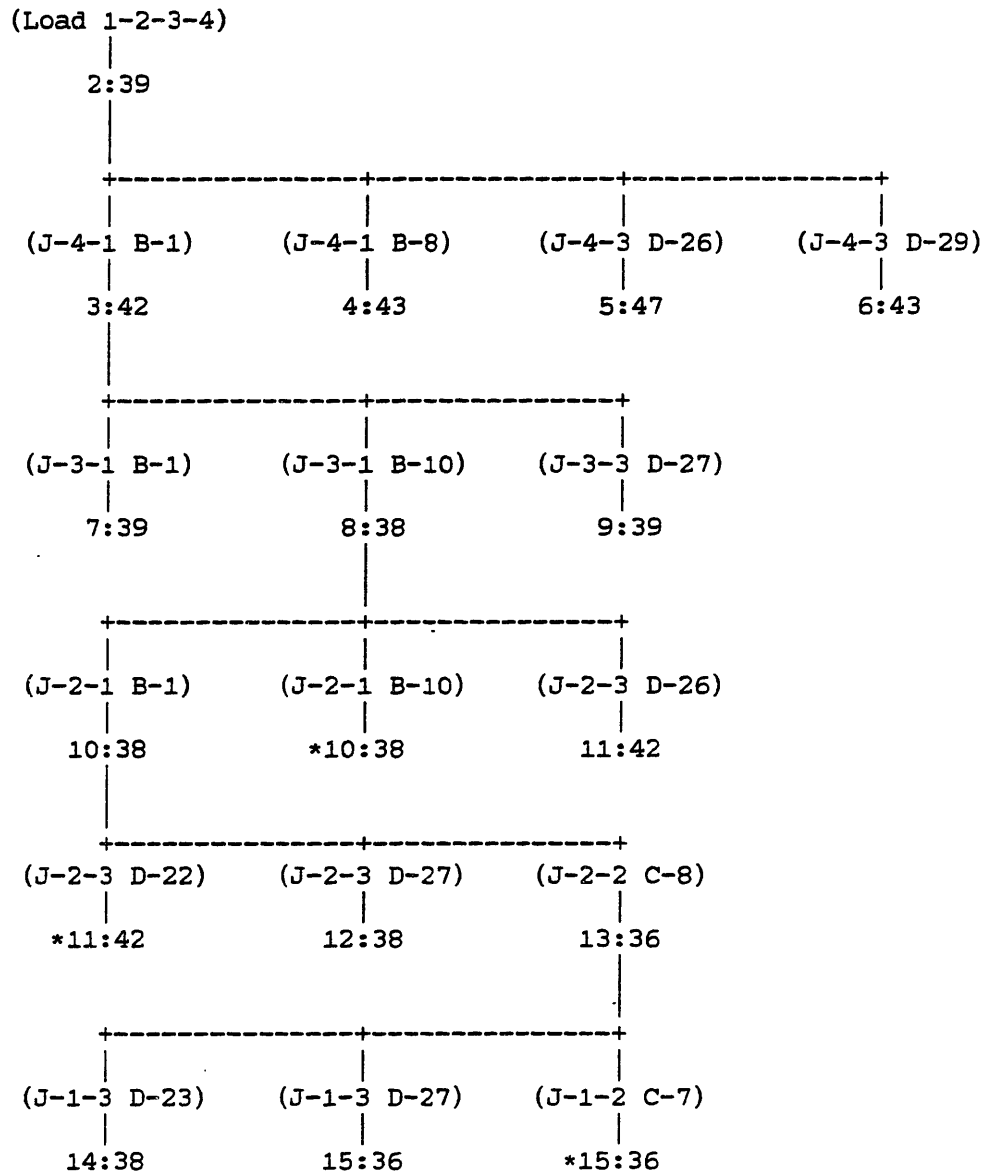 (Load 1-2-3-4)
2:39
(J-4-1 B-1) (J-4-1 B-8) (J-4-3 D-26) (J-4-3 D-29)
3:42 4:43 5:47 6:43
(J-3-1 B-1) (J-3-1 B-10) (J-3-3 D-27)
7:39 8:38 9:39
(J-2-1 B-1) (J-2-1 B-10) (J-2-3 D-26)
10:38 *10:38 11:42
(J-2-3 D-22) (J-2-3 D-27) (J-2-2 C-8)
*11:42 12:38 13:36
(J-1-3 D-23) (J-1-3 D-27) (J-1-2 C-7)
14:38 15:36 *15:36